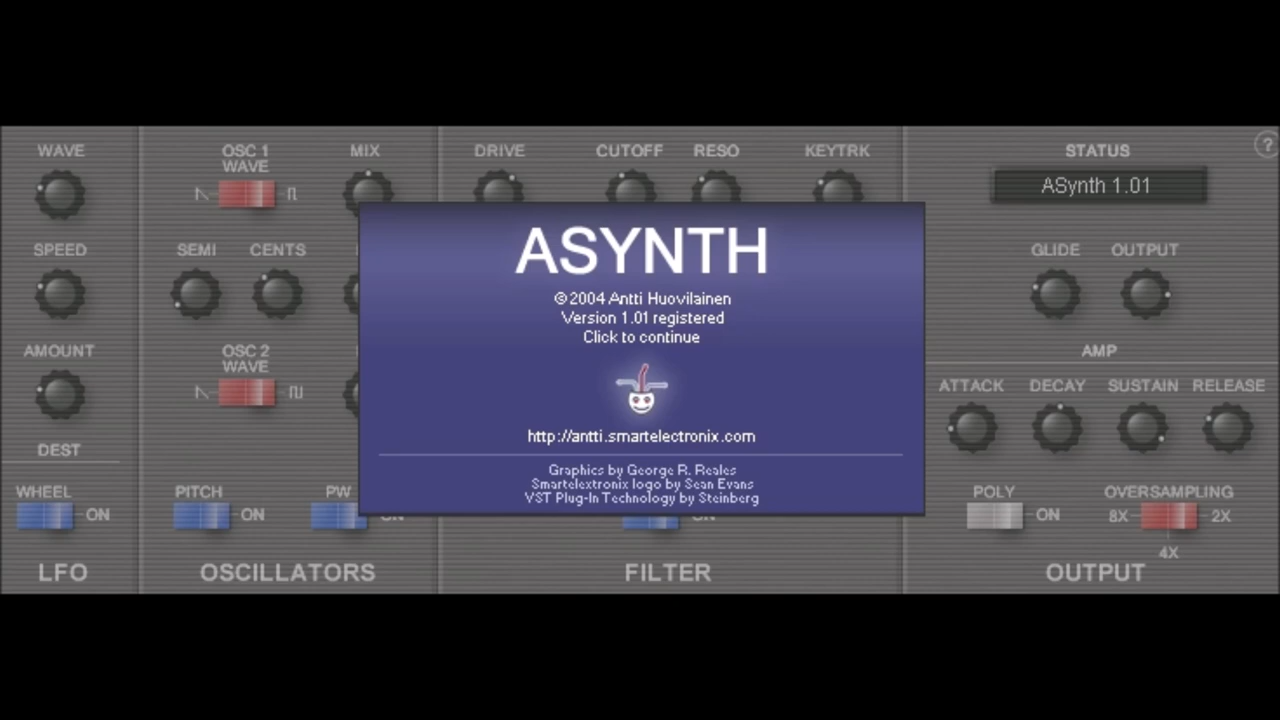 WAVE
OSC 1
WAVE
MIX
DRIVE
CUTOFF
RESO
KEYTRK
STATUS
?
ASynth 1.01
SPEED
SEMI
CENTS
GLIDE
OUTPUT
ASYNTH
©2004 Antti Huovilainen
Version 1.01 registered
Click to continue
http://antti.smartelectronix.com
Graphics by George R. Reales
Smartelextronix logo by Sean Evans
VST Plug-In Technology by Steinberg
AMOUNT
OSC 2
WAVE
AMP
ATTACK
DECAY
SUSTAIN
RELEASE
DEST
WHEEL
ON
PITCH
ON
PW
ON
ON
POLY
ON
OVERSAMPLING
8X
2X
4X
LFO
OSCILLATORS
FILTER
OUTPUT